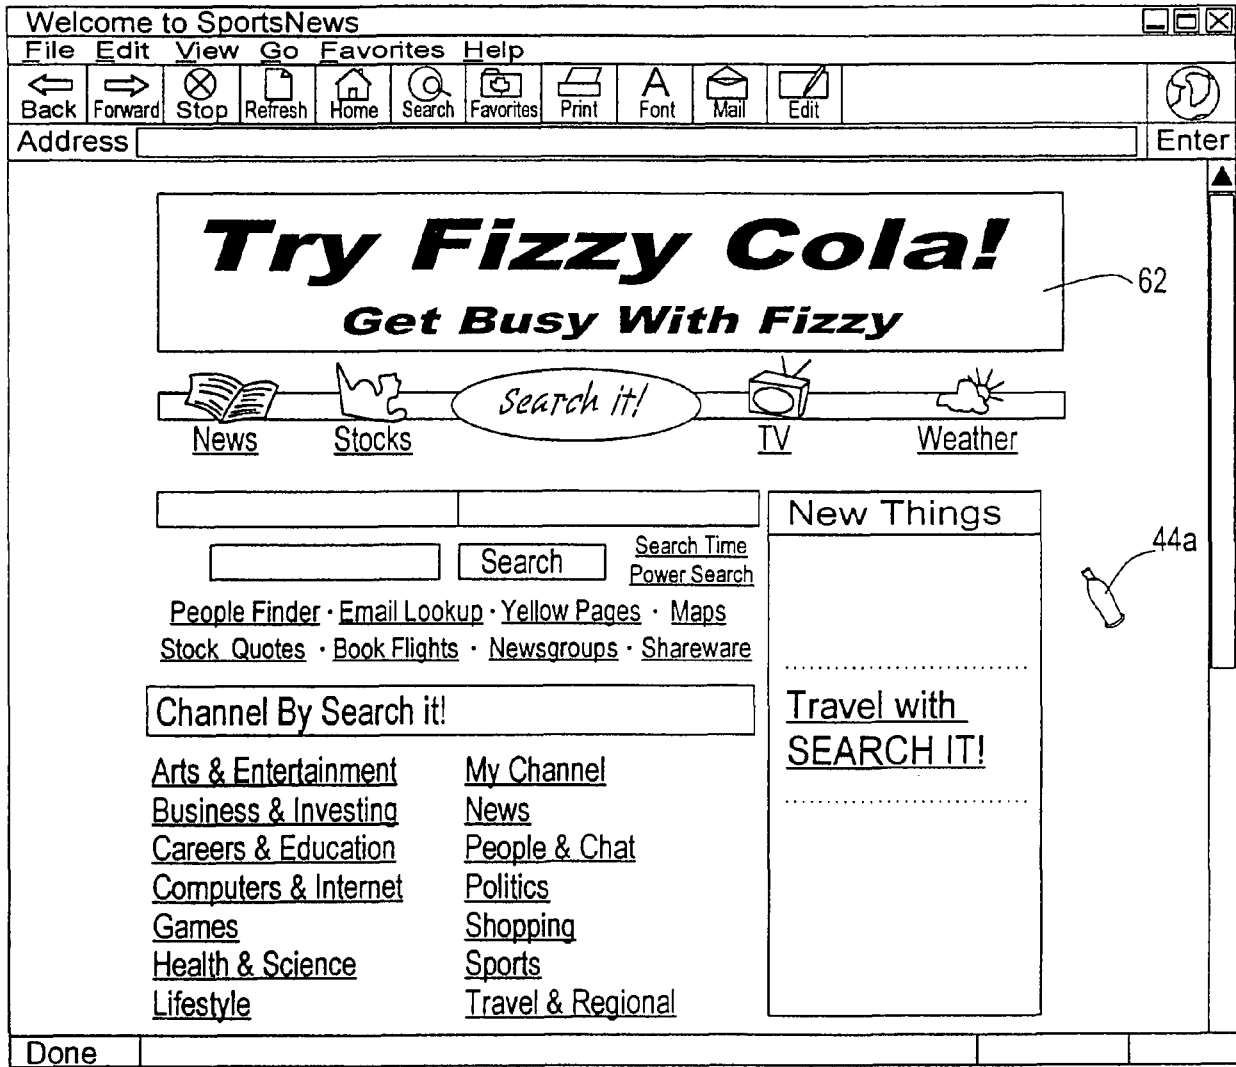 Welcome to SportsNews
File Edit View Go Favorites Help
Back Forward Stop Refresh Home Search Favorites Print Font Mail Edit
Address Enter
Try Fizzy Cola!
Get Busy With Fizzy
62
Search it!
News Stocks TV Weather
New Things
Search Search Time
Power Search
44a
People Finder · Email Lookup · Yellow Pages · Maps
Stock Quotes · Book Flights · Newsgroups · Shareware
Travel with
SEARCH IT!
Channel By Search it!
Arts & Entertainment My Channel
Business & Investing News
Careers & Education People & Chat
Computers & Internet Politics
Games Shopping
Health & Science Sports
Lifestyle Travel & Regional
Done